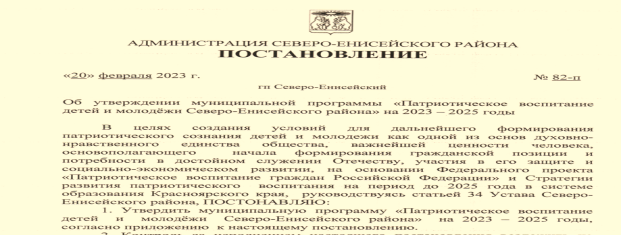 АДМИНИСТРАЦИЯ СЕВЕРО-ЕНИСЕЙСКОГО РАЙОНА
ПОСТАНОВЛЕНИЕ
«20» февраля 2023 г. № 82-п
гп Северо-Енисейский
Об утверждении муниципальной программы «Патриотическое воспитание
детей и молодёжи Северо-Енисейского района» на 2023 – 2025 годы
В целях создания условий для дальнейшего формирования
патриотического сознания детей и молодежи как одной из основ духовно-
нравственного единства общества, важнейшей ценности человека,
основополагающего начала формирования гражданской позиции и
потребности в достойном служении Отечеству, участия в его защите и
социально-экономическом развитии, на основании Федерального проекта
«Патриотическое воспитание граждан Российской Федерации» и Стратегии
развития патриотического воспитания на период до 2025 года в системе
образования Красноярского края, руководствуясь статьей 34 Устава Северо-
Енисейского района, ПОСТОНАВЛЯЮ:
1. Утвердить муниципальную программу «Патриотическое воспитание
детей и молодёжи Северо-Енисейского района» на 2023 – 2025 годы,
согласно приложению к настоящему постановлению.